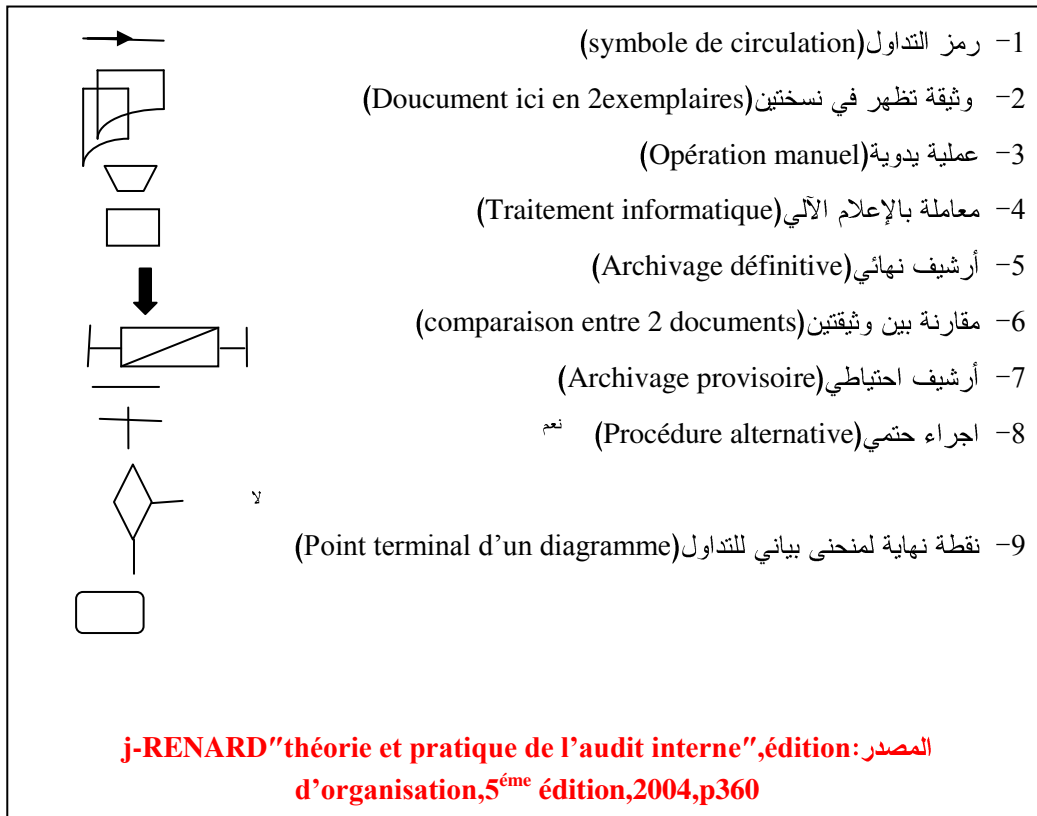 1- رمز التداول(symbole de circulation)
2- وثيقة تظهر في نسختين(Doucument ici en 2exemplaires)
3- عملية يدوية(Opération manuel)
4- معاملة بالإعلام الآلي(Traitement informatique)
5- أرشيف نهائي(Archivage définitive)
6- مقارنة بين وثيقتين(comparaison entre 2 documents)
7- أرشيف احتياطي(Archivage provisoire)
8- اجراء حتمي(Procédure alternative) نعم
لا
9- نقطة نهاية لمنحنى بياني للتداول(Point terminal d’un diagramme)
المصدر:j-RENARD"théorie et pratique de l’audit interne",édition
d’organisation,5éme édition,2004,p360